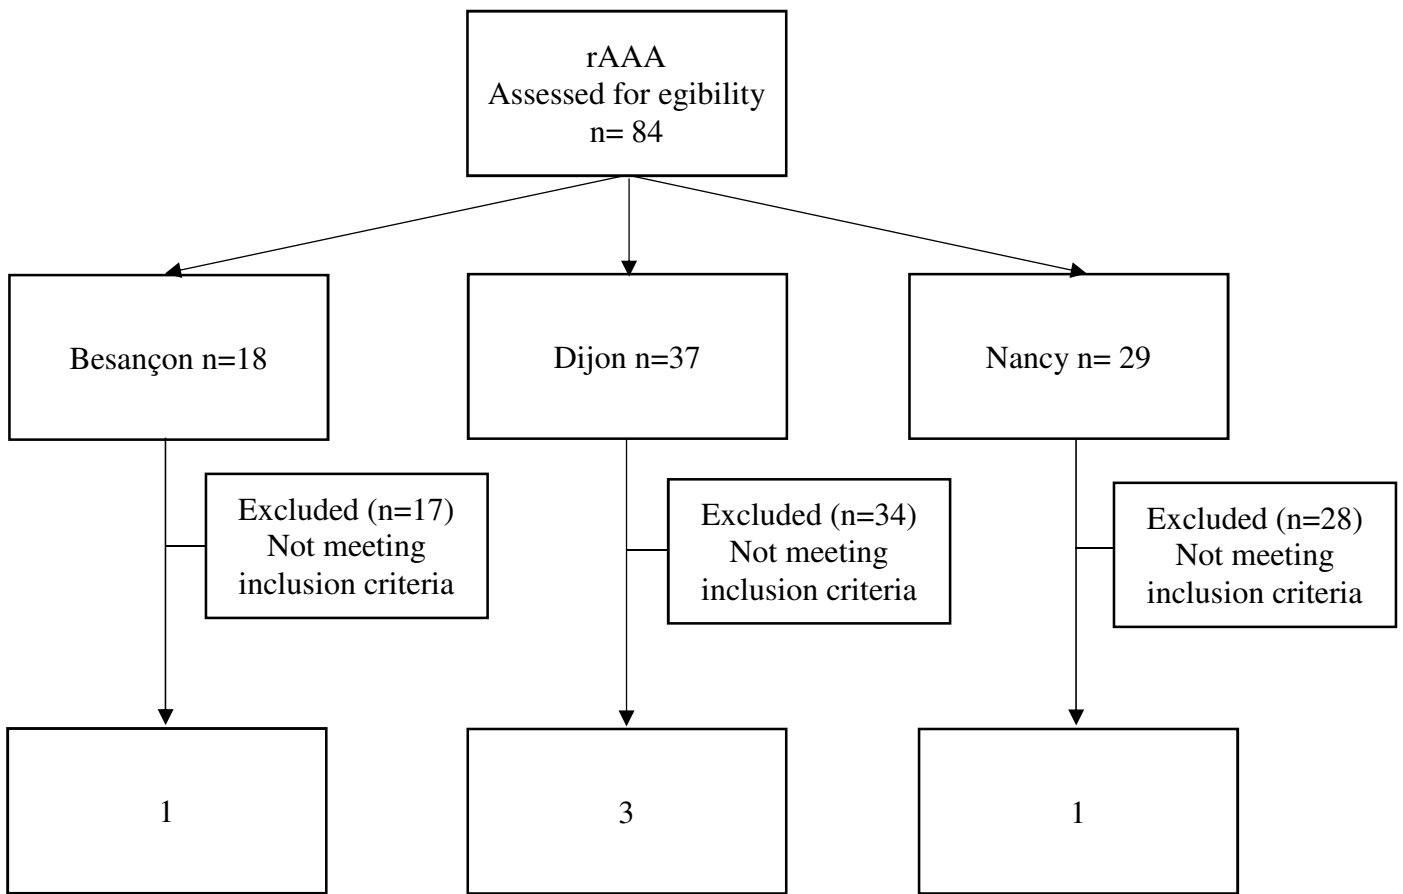 rAAA
Assessed for egibility
n= 84
Besançon n=18
Dijon n=37
Nancy n= 29
Excluded (n=17)
Not meeting
inclusion criteria
Excluded (n=34)
Not meeting
inclusion criteria
Excluded (n=28)
Not meeting
inclusion criteria
1
3
1